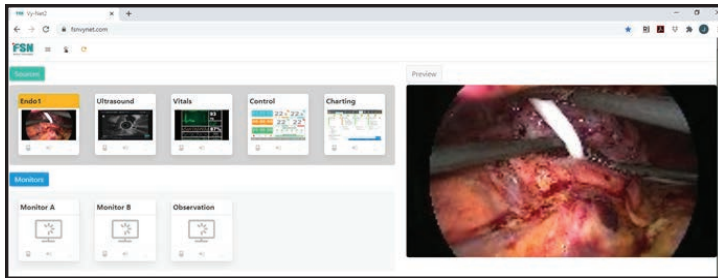 Vy-Net2
fsnvynet.com
FSN
Sources
Preview
Endo1
Ultrasound
Vitals
Control
Charting
Monitors
Monitor A
Monitor B
Observation